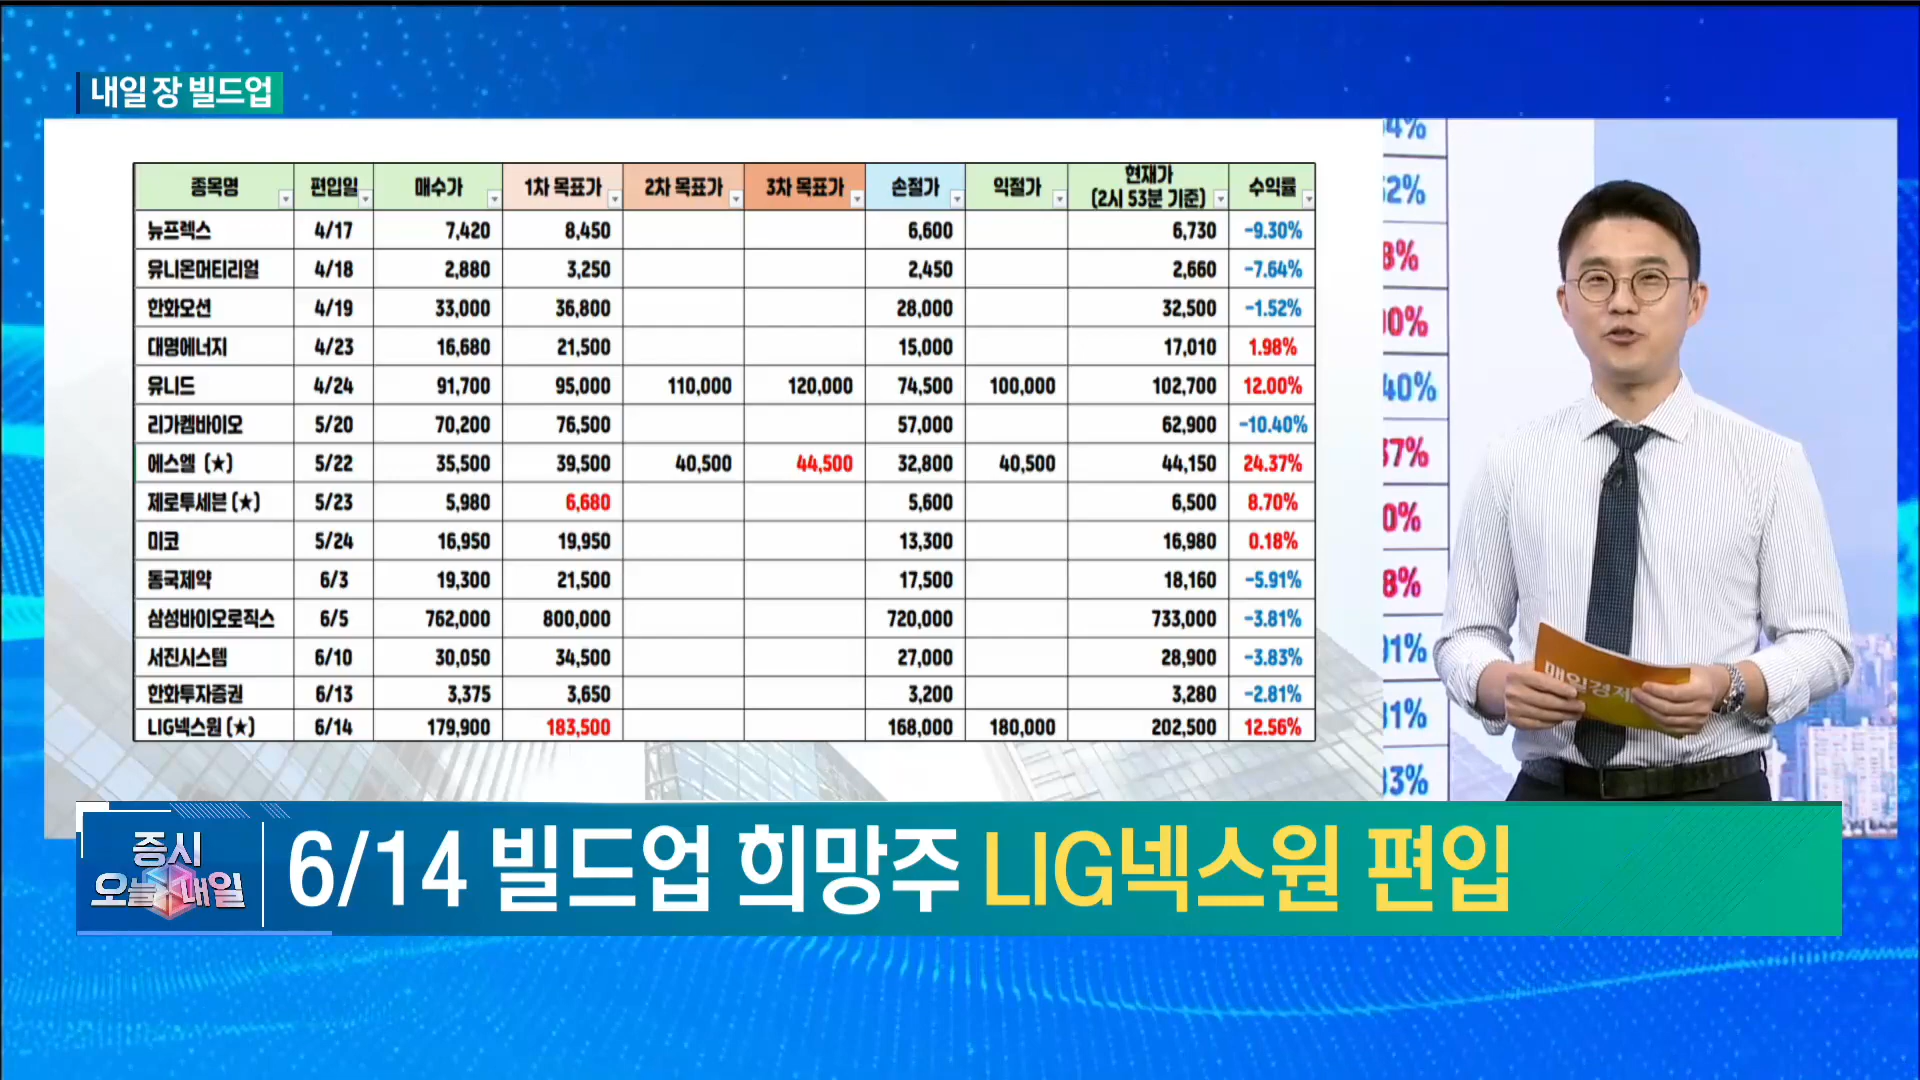 내일 장 빌드업
종목명 편입일 매수가 1차 목표가 2차 목표가 3차 목표가 손절가 익절가 현재가 (2시 53분 기준) 수익률
뉴프렉스 4/17 7,420 8,450 6,600 6,730 -9.30%
유니온머티리얼 4/18 2,880 3,250 2,450 2,660 -7.64%
한화오션 4/19 33,000 36,800 28,000 32,500 -1.52%
대명에너지 4/23 16,680 21,500 15,000 17,010 1.98%
유니드 4/24 91,700 95,000 110,000 120,000 74,500 100,000 102,700 12.00%
리가켐바이오 5/20 70,200 76,500 57,000 62,900 -10.40%
에스엘 (★) 5/22 35,500 39,500 40,500 44,500 32,800 40,500 44,150 24.37%
제로투세븐 (★) 5/23 5,980 6,680 5,600 6,500 8.70%
미코 5/24 16,950 19,950 13,300 16,980 0.18%
동국제약 6/3 19,300 21,500 17,500 18,160 -5.91%
삼성바이오로직스 6/5 762,000 800,000 720,000 733,000 -3.81%
서진시스템 6/10 30,050 34,500 27,000 28,900 -3.83%
한화투자증권 6/13 3,375 3,650 3,200 3,280 -2.81%
LIG넥스원 (★) 6/14 179,900 183,500 168,000 180,000 202,500 12.56%
4%
52%
8%
00%
40%
67%
0%
8%
91%
81%
83%
매일경제
증시
오늘 내일
6/14 빌드업 희망주 LIG넥스원 편입